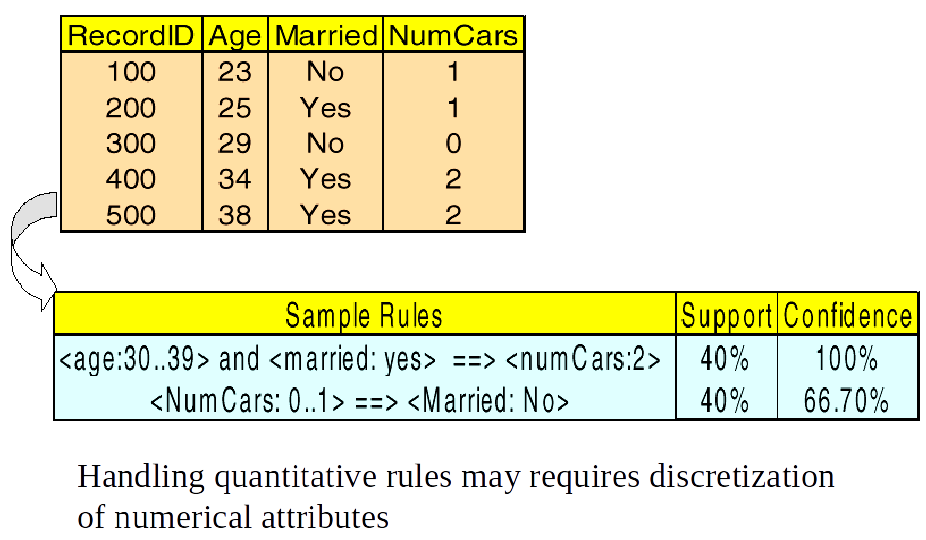 RecordID Age Married NumCars
100 23 No 1
200 25 Yes 1
300 29 No 0
400 34 Yes 2
500 38 Yes 2
Sample Rules Support Confidence
<age:30..39> and <married: yes> ==> <numCars:2> 40% 100%
<NumCars: 0..1> ==> <Married: No> 40% 66.70%
Handling quantitative rules may requires discretization
of numerical attributes